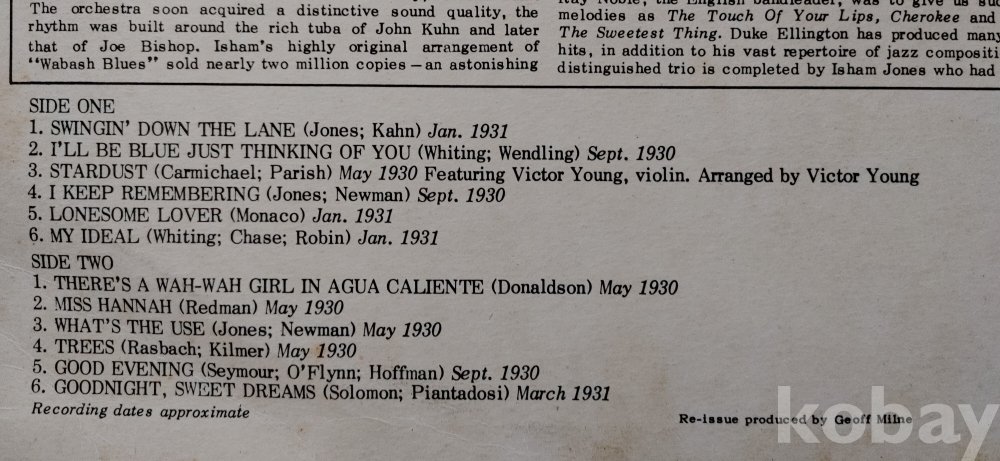 The orchestra soon acquired a distinctive sound quality, the
rhythm was built around the rich tuba of John Kuhn and later
that of Joe Bishop. Isham's highly original arrangement of
"Wabash Blues" sold nearly two million copies – an astonishing
Ray Noble, the English bandleader, was to give us
melodies as The Touch Of Your Lips, Cherokee and
The Sweetest Thing. Duke Ellington has produced many
hits, in addition to his vast repertoire of jazz compositi
distinguished trio is completed by Isham Jones who had
SIDE ONE
1. SWINGIN' DOWN THE LANE (Jones; Kahn) Jan. 1931
2. I'LL BE BLUE JUST THINKING OF YOU (Whiting; Wendling) Sept. 1930
3. STARDUST (Carmichael; Parish) May 1930 Featuring Victor Young, violin. Arranged by Victor Young
4. I KEEP REMEMBERING (Jones; Newman) Sept. 1930
5. LONESOME LOVER (Monaco) Jan. 1931
6. MY IDEAL (Whiting; Chase; Robin) Jan. 1931
SIDE TWO
1. THERE'S A WAH-WAH GIRL IN AGUA CALIENTE (Donaldson) May 1930
2. MISS HANNAH (Redman) May 1930
3. WHAT'S THE USE (Jones; Newman) May 1930
4. TREES (Rasbach; Kilmer) May 1930
5. GOOD EVENING (Seymour; O'Flynn; Hoffman) Sept. 1930
6. GOODNIGHT, SWEET DREAMS (Solomon; Piantadosi) March 1931
Recording dates approximate
Re-issue produced by Geoff Milne
kobay